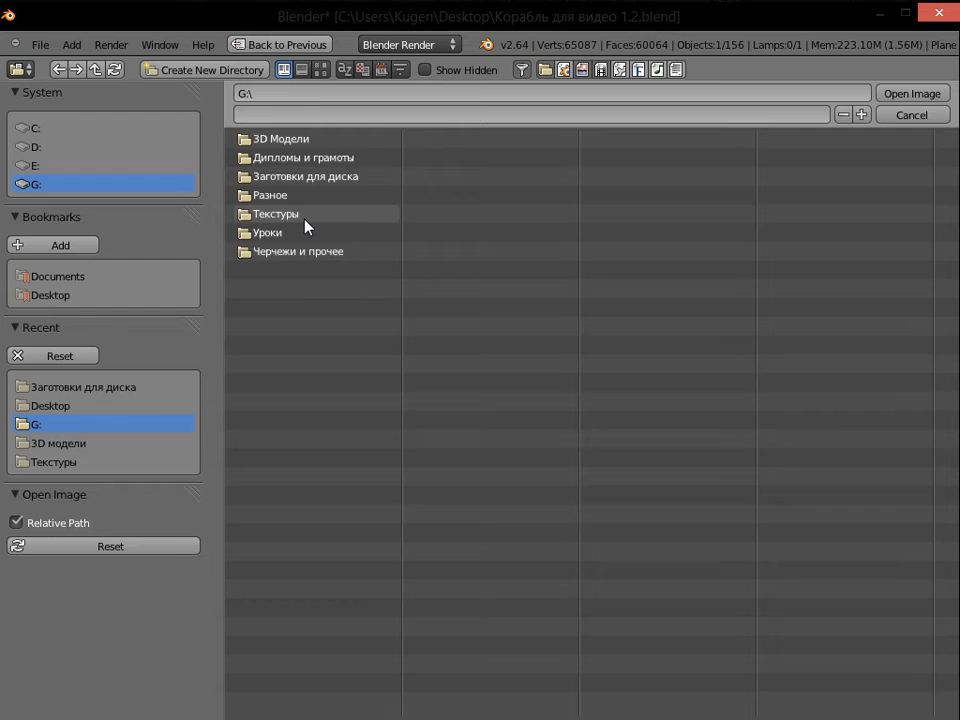 Blender* [C:\Users\Kugen\Desktop\Корабль для видео 1.2.blend]
File Add Render Window Help Back to Previous Blender Render v2.64 | Verts:65087 | Faces:60064 | Objects:1/156 | Lamps:0/1 | Mem:223.10M (1.56M) | Plane
Create New Directory Show Hidden
System
C:
D:
E:
G:
Bookmarks
Add
Documents
Desktop
Recent
Reset
Заготовки для диска
Desktop
G:
3D модели
Текстуры
Open Image
Relative Path
Reset
G:\ Open Image
Cancel
3D Модели
Дипломы и грамоты
Заготовки для диска
Разное
Текстуры
Уроки
Чертежи и прочее